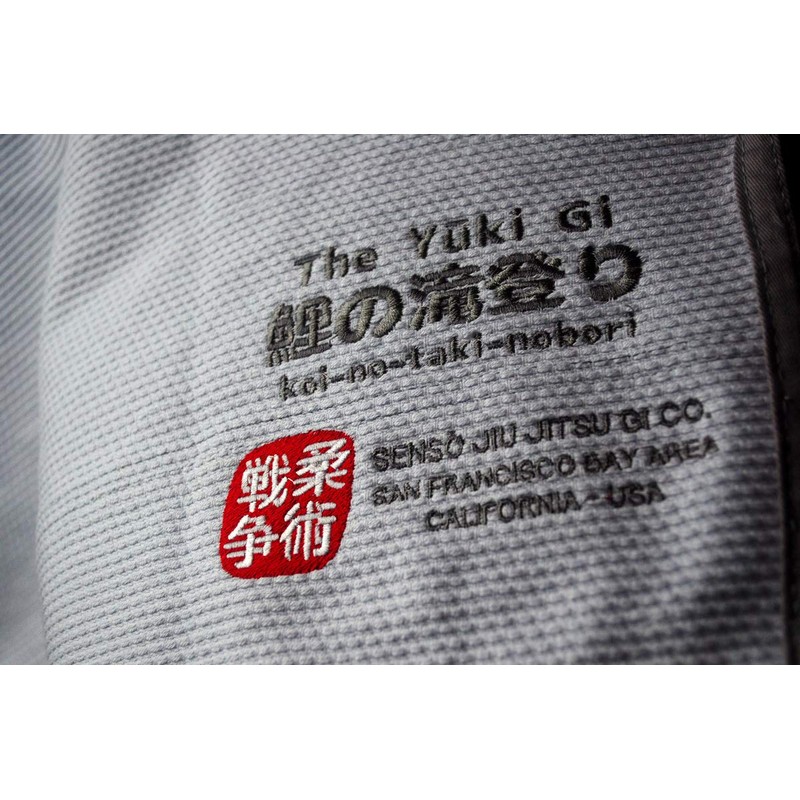 The Yūki Gi
鯉の流登り
koi-no-taki-nobori
柔術
戦争
SENSŌ JIU JITSU GI CO.
SAN FRANCISCO BAY AREA
CALIFORNIA - USA